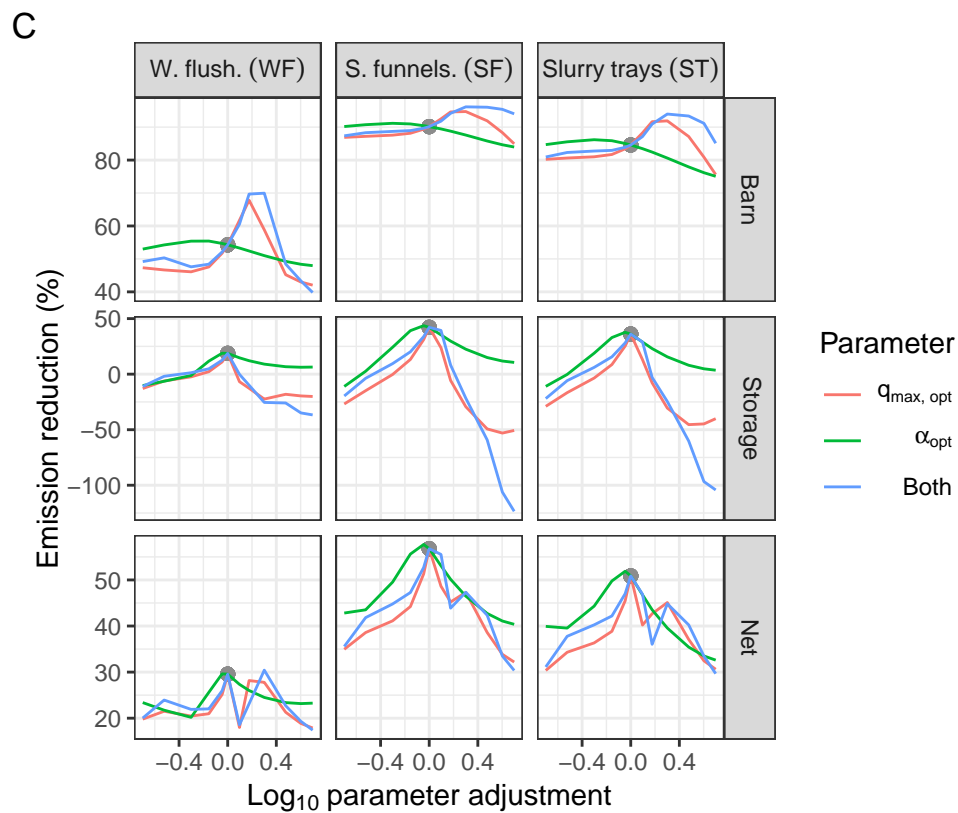 C
W. flush. (WF)
S. funnels. (SF)
Slurry trays (ST)
80
60
40
Barn
50
0
−50
−100
Storage
50
40
30
20
Net
−0.4 0.0 0.4
−0.4 0.0 0.4
−0.4 0.0 0.4
Emission reduction (%)
Log10 parameter adjustment
Parameter
qmax, opt
αopt
Both